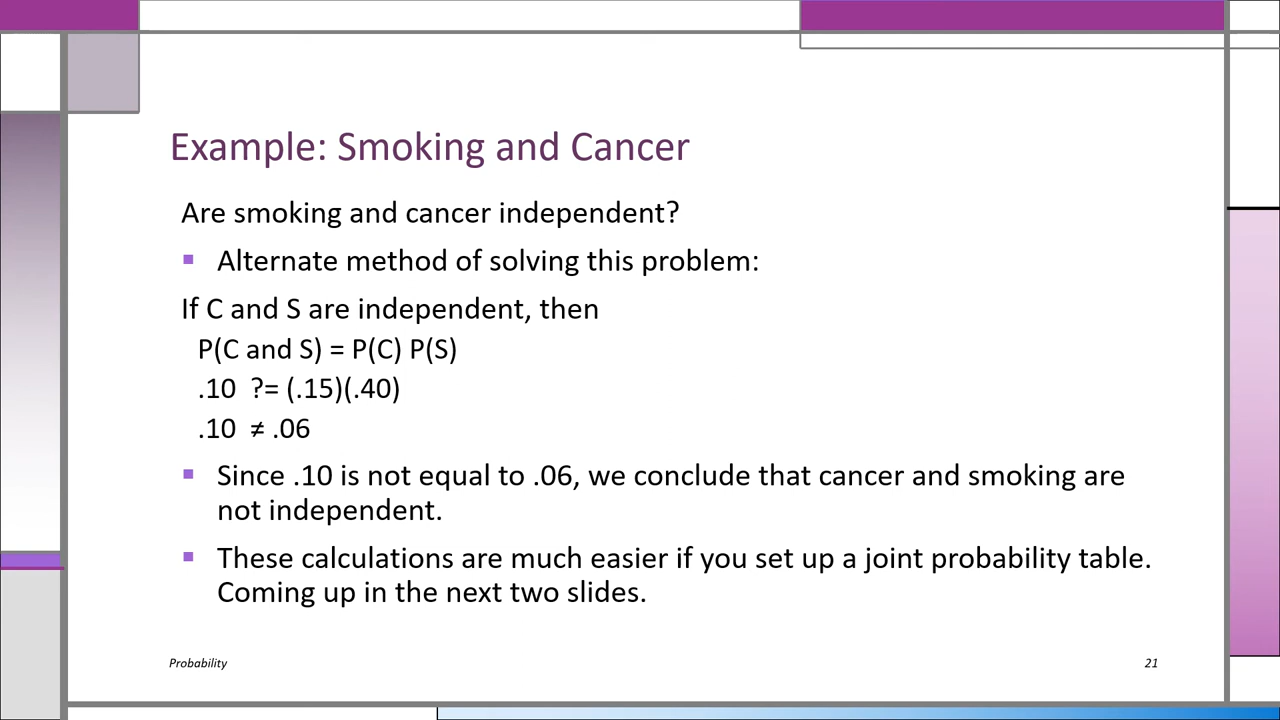 Example: Smoking and Cancer
Are smoking and cancer independent?
▪ Alternate method of solving this problem:
If C and S are independent, then
P(C and S) = P(C) P(S)
.10 ?= (.15)(.40)
.10 ≠ .06
▪ Since .10 is not equal to .06, we conclude that cancer and smoking are
not independent.
▪ These calculations are much easier if you set up a joint probability table.
Coming up in the next two slides.
Probability
21